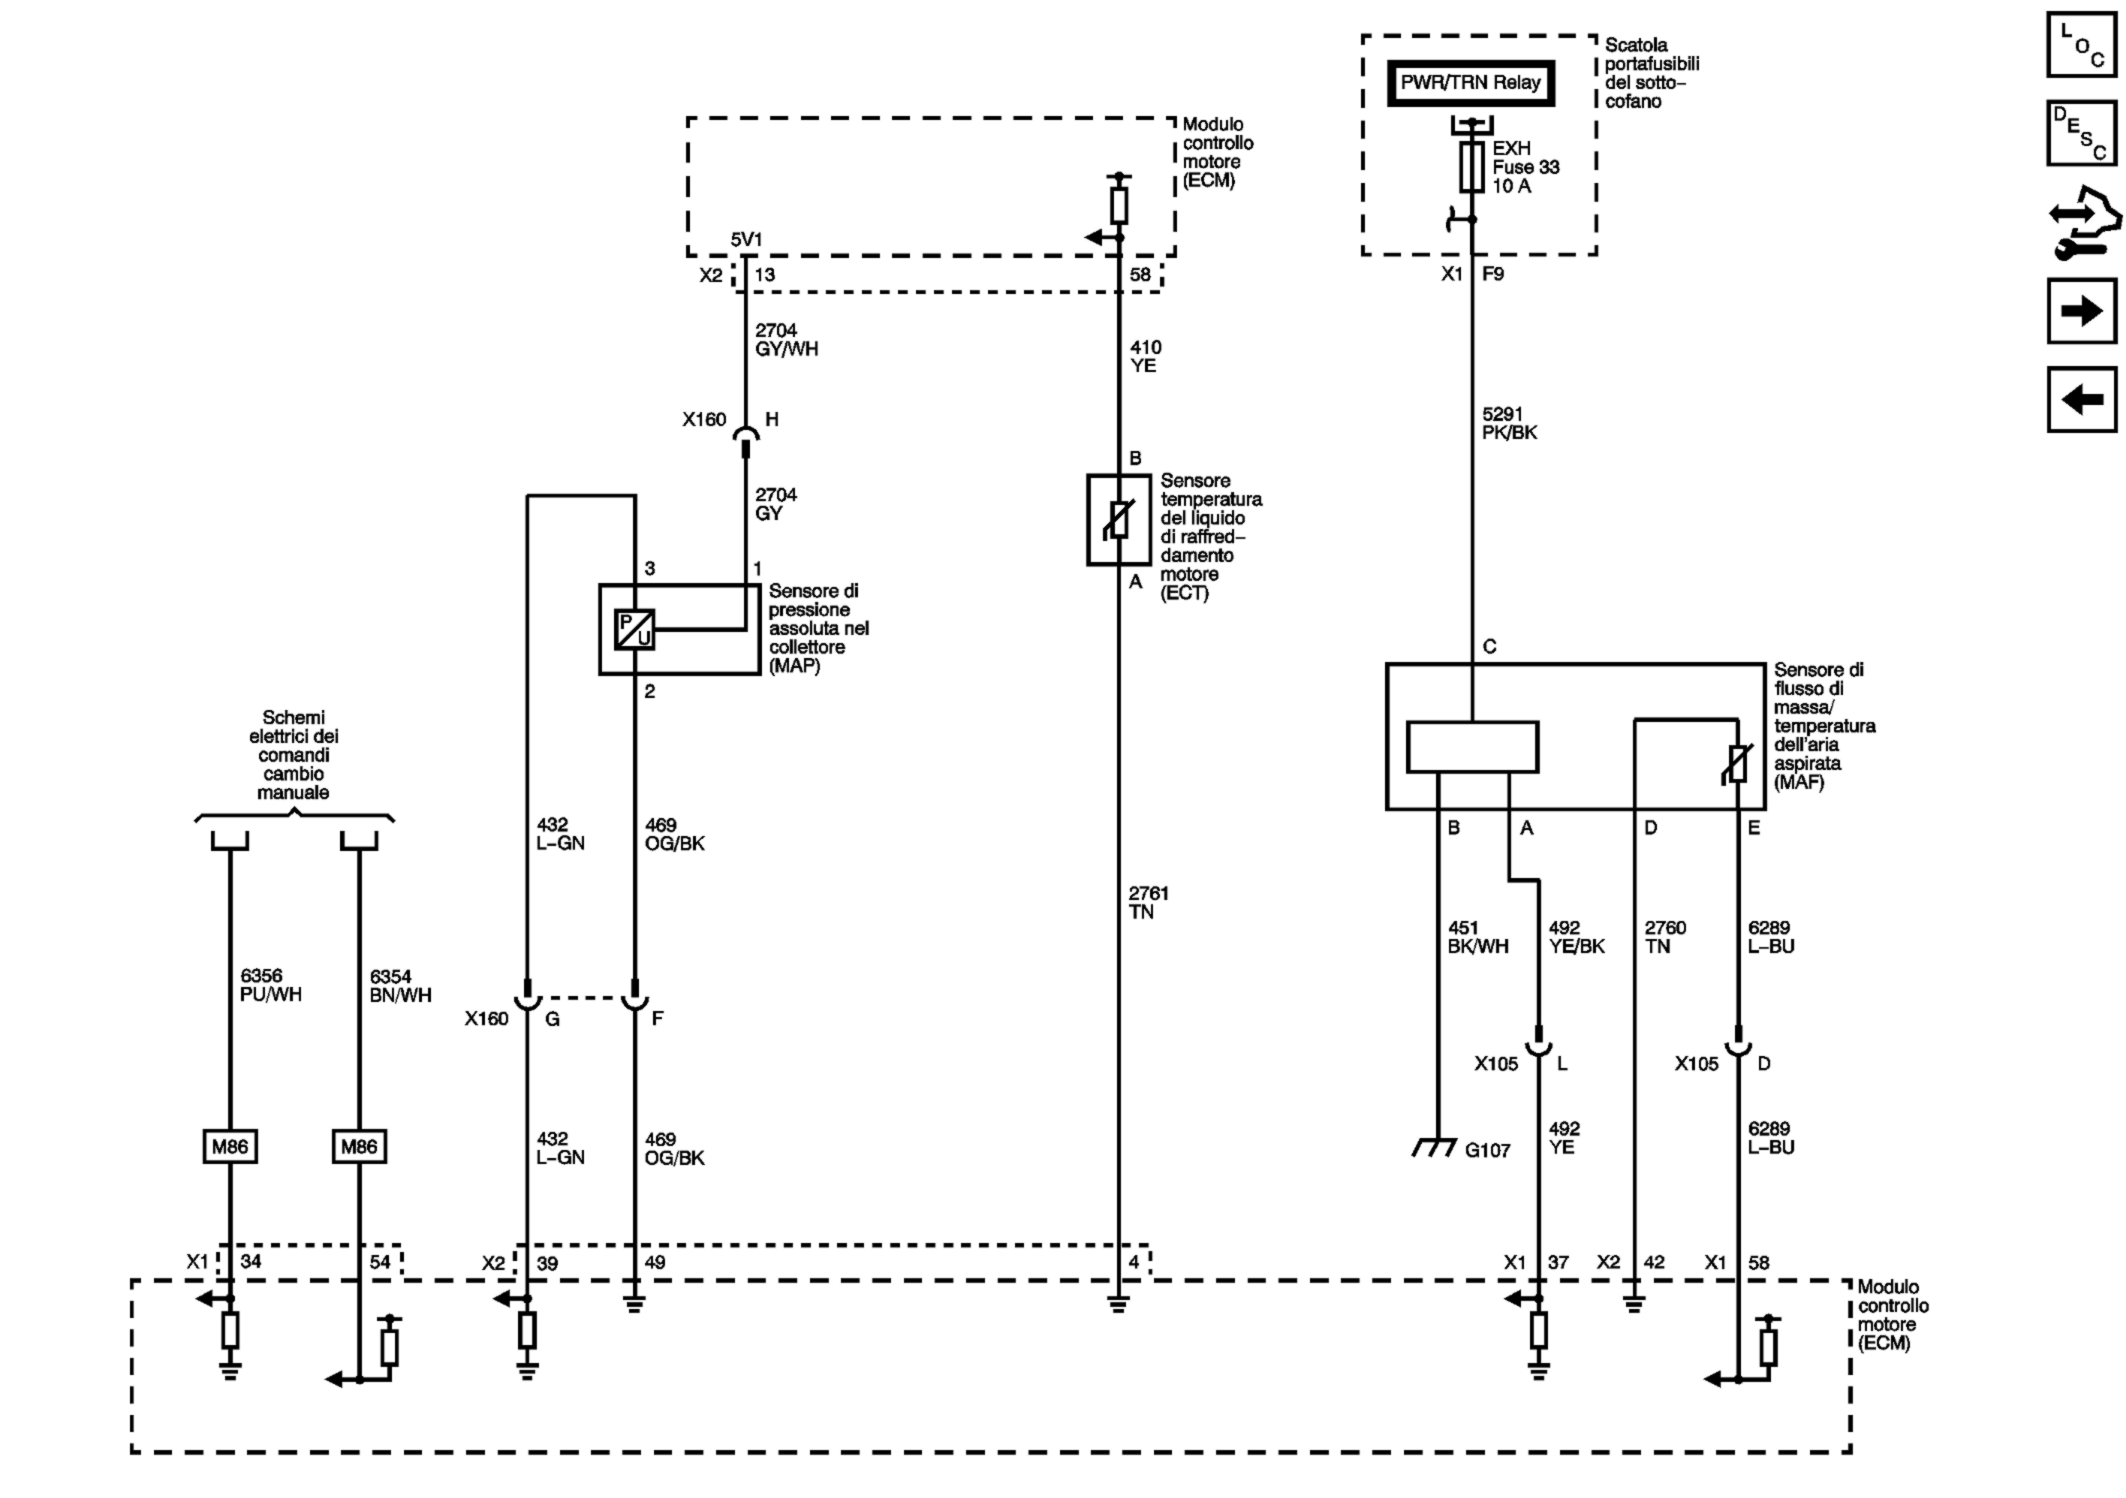 L
O
C
D
E
S
C
Scatola
portafusibili
del sotto–
cofano
PWR/TRN Relay
EXH
Fuse 33
10 A
X1 F9
Modulo
controllo
motore
(ECM)
5V1
X2 13
58
2704
GY/WH
410
YE
X160 H
5291
PK/BK
B
2704
GY
Sensore
temperatura
del liquido
di raffred–
damento
motore
(ECT)
A
3
1
Sensore di
pressione
assoluta nel
collettore
(MAP)
P
U
2
C
Sensore di
flusso di
massa/
temperatura
dell'aria
aspirata
(MAF)
Schemi
elettrici dei
comandi
cambio
manuale
432
L–GN
469
OG/BK
B A D E
2761
TN
451
BK/WH
492
YE/BK
2760
TN
6289
L–BU
6356
PU/WH
6354
BN/WH
X160 G F
X105 L
X105 D
M86
M86
432
L–GN
469
OG/BK
G107
492
YE
6289
L–BU
X1 34 54
X2 39 49 4
X1 37
X2 42
X1 58
Modulo
controllo
motore
(ECM)